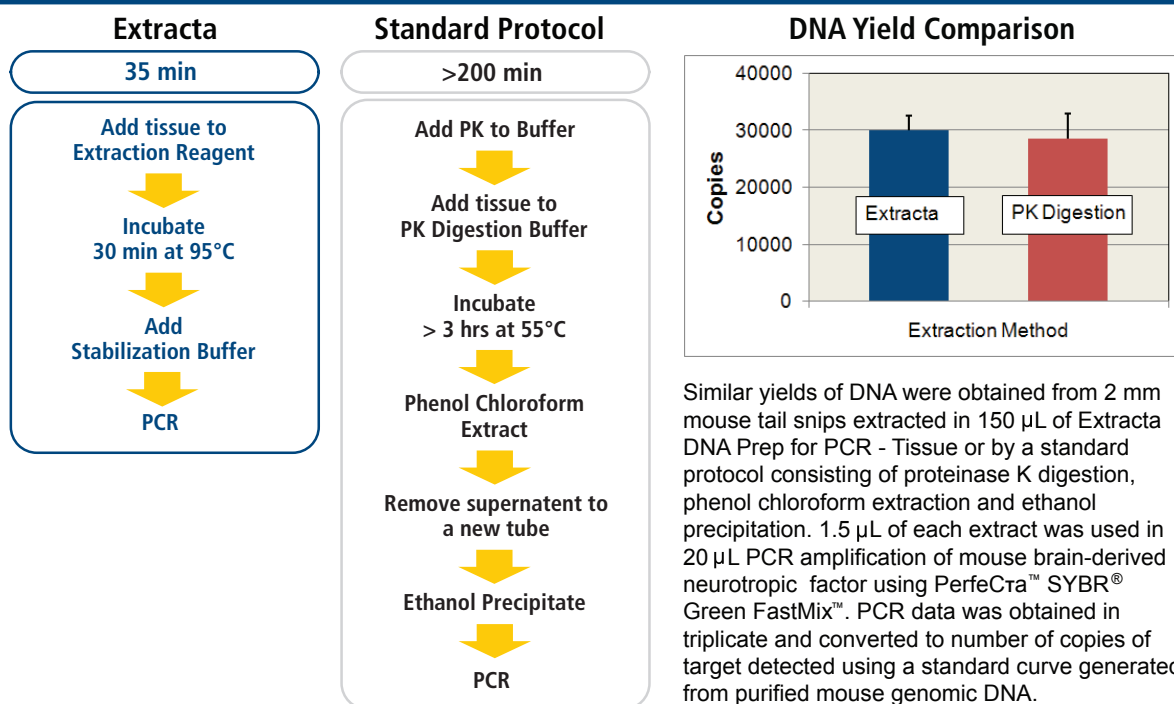 Extracta
35 min
Add tissue to
Extraction Reagent
Incubate
30 min at 95°C
Add
Stabilization Buffer
PCR
Standard Protocol
>200 min
Add PK to Buffer
Add tissue to
PK Digestion Buffer
Incubate
> 3 hrs at 55°C
Phenol Chloroform
Extract
Remove supernatent to
a new tube
Ethanol Precipitate
PCR
DNA Yield Comparison
40000
30000
20000
10000
0
Copies
Extracta
PK Digestion
Extraction Method
Similar yields of DNA were obtained from 2 mm
mouse tail snips extracted in 150 µL of Extracta
DNA Prep for PCR - Tissue or by a standard
protocol consisting of proteinase K digestion,
phenol chloroform extraction and ethanol
precipitation. 1.5 µL of each extract was used in
20 µL PCR amplification of mouse brain-derived
neurotropic factor using PerfeCTa™ SYBR®
Green FastMix™. PCR data was obtained in
triplicate and converted to number of copies of
target detected using a standard curve generated
from purified mouse genomic DNA.